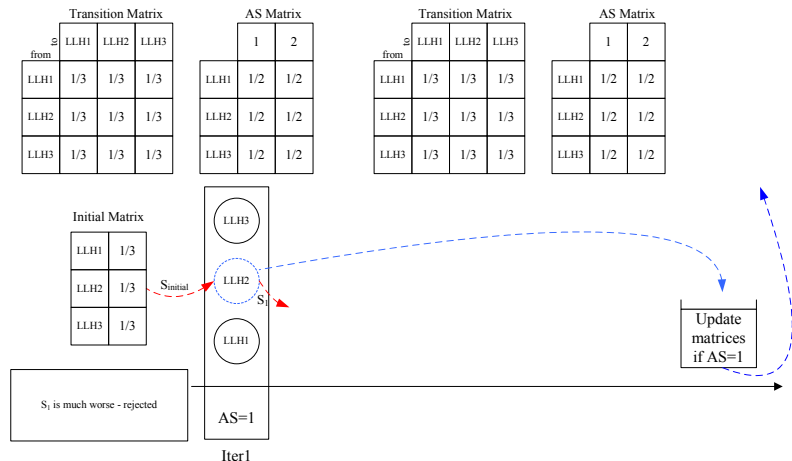 Transition Matrix
to
from
LLH1 LLH2 LLH3
LLH1 1/3 1/3 1/3
LLH2 1/3 1/3 1/3
LLH3 1/3 1/3 1/3
AS Matrix
1 2
LLH1 1/2 1/2
LLH2 1/2 1/2
LLH3 1/2 1/2
Transition Matrix
to
from
LLH1 LLH2 LLH3
LLH1 1/3 1/3 1/3
LLH2 1/3 1/3 1/3
LLH3 1/3 1/3 1/3
AS Matrix
1 2
LLH1 1/2 1/2
LLH2 1/2 1/2
LLH3 1/2 1/2
Initial Matrix
LLH1 1/3
LLH2 1/3
LLH3 1/3
Sinitial
LLH3
LLH2
LLH1
S1
Update
matrices
if AS=1
S1 is much worse - rejected
AS=1
Iter1